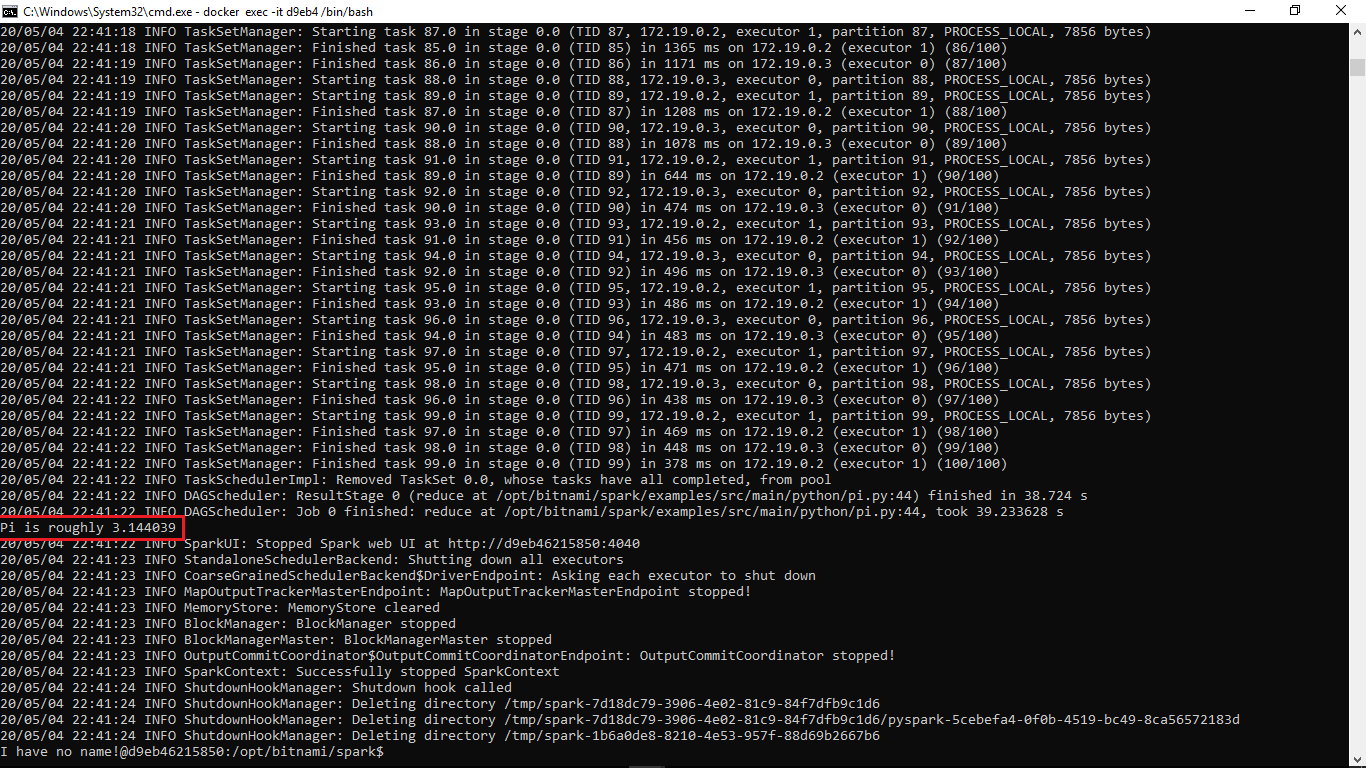 C:\Windows\System32\cmd.exe - docker  exec -it d9eb4 /bin/bash
20/05/04 22:41:18 INFO TaskSetManager: Starting task 87.0 in stage 0.0 (TID 87, 172.19.0.2, executor 1, partition 87, PROCESS_LOCAL, 7856 bytes)
20/05/04 22:41:18 INFO TaskSetManager: Finished task 85.0 in stage 0.0 (TID 85) in 1365 ms on 172.19.0.2 (executor 1) (86/100)
20/05/04 22:41:19 INFO TaskSetManager: Finished task 86.0 in stage 0.0 (TID 86) in 1171 ms on 172.19.0.3 (executor 0) (87/100)
20/05/04 22:41:19 INFO TaskSetManager: Starting task 88.0 in stage 0.0 (TID 88, 172.19.0.3, executor 0, partition 88, PROCESS_LOCAL, 7856 bytes)
20/05/04 22:41:19 INFO TaskSetManager: Starting task 89.0 in stage 0.0 (TID 89, 172.19.0.2, executor 1, partition 89, PROCESS_LOCAL, 7856 bytes)
20/05/04 22:41:19 INFO TaskSetManager: Finished task 87.0 in stage 0.0 (TID 87) in 1208 ms on 172.19.0.2 (executor 1) (88/100)
20/05/04 22:41:20 INFO TaskSetManager: Starting task 90.0 in stage 0.0 (TID 90, 172.19.0.3, executor 0, partition 90, PROCESS_LOCAL, 7856 bytes)
20/05/04 22:41:20 INFO TaskSetManager: Finished task 88.0 in stage 0.0 (TID 88) in 1078 ms on 172.19.0.3 (executor 0) (89/100)
20/05/04 22:41:20 INFO TaskSetManager: Starting task 91.0 in stage 0.0 (TID 91, 172.19.0.2, executor 1, partition 91, PROCESS_LOCAL, 7856 bytes)
20/05/04 22:41:20 INFO TaskSetManager: Finished task 89.0 in stage 0.0 (TID 89) in 644 ms on 172.19.0.2 (executor 1) (90/100)
20/05/04 22:41:20 INFO TaskSetManager: Starting task 92.0 in stage 0.0 (TID 92, 172.19.0.3, executor 0, partition 92, PROCESS_LOCAL, 7856 bytes)
20/05/04 22:41:20 INFO TaskSetManager: Finished task 90.0 in stage 0.0 (TID 90) in 474 ms on 172.19.0.3 (executor 0) (91/100)
20/05/04 22:41:21 INFO TaskSetManager: Starting task 93.0 in stage 0.0 (TID 93, 172.19.0.2, executor 1, partition 93, PROCESS_LOCAL, 7856 bytes)
20/05/04 22:41:21 INFO TaskSetManager: Finished task 91.0 in stage 0.0 (TID 91) in 456 ms on 172.19.0.2 (executor 1) (92/100)
20/05/04 22:41:21 INFO TaskSetManager: Starting task 94.0 in stage 0.0 (TID 94, 172.19.0.3, executor 0, partition 94, PROCESS_LOCAL, 7856 bytes)
20/05/04 22:41:21 INFO TaskSetManager: Finished task 92.0 in stage 0.0 (TID 92) in 496 ms on 172.19.0.3 (executor 0) (93/100)
20/05/04 22:41:21 INFO TaskSetManager: Starting task 95.0 in stage 0.0 (TID 95, 172.19.0.2, executor 1, partition 95, PROCESS_LOCAL, 7856 bytes)
20/05/04 22:41:21 INFO TaskSetManager: Finished task 93.0 in stage 0.0 (TID 93) in 486 ms on 172.19.0.2 (executor 1) (94/100)
20/05/04 22:41:21 INFO TaskSetManager: Starting task 96.0 in stage 0.0 (TID 96, 172.19.0.3, executor 0, partition 96, PROCESS_LOCAL, 7856 bytes)
20/05/04 22:41:21 INFO TaskSetManager: Finished task 94.0 in stage 0.0 (TID 94) in 483 ms on 172.19.0.3 (executor 0) (95/100)
20/05/04 22:41:21 INFO TaskSetManager: Starting task 97.0 in stage 0.0 (TID 97, 172.19.0.2, executor 1, partition 97, PROCESS_LOCAL, 7856 bytes)
20/05/04 22:41:21 INFO TaskSetManager: Finished task 95.0 in stage 0.0 (TID 95) in 471 ms on 172.19.0.2 (executor 1) (96/100)
20/05/04 22:41:22 INFO TaskSetManager: Starting task 98.0 in stage 0.0 (TID 98, 172.19.0.3, executor 0, partition 98, PROCESS_LOCAL, 7856 bytes)
20/05/04 22:41:22 INFO TaskSetManager: Finished task 96.0 in stage 0.0 (TID 96) in 438 ms on 172.19.0.3 (executor 0) (97/100)
20/05/04 22:41:22 INFO TaskSetManager: Starting task 99.0 in stage 0.0 (TID 99, 172.19.0.2, executor 1, partition 99, PROCESS_LOCAL, 7856 bytes)
20/05/04 22:41:22 INFO TaskSetManager: Finished task 97.0 in stage 0.0 (TID 97) in 469 ms on 172.19.0.2 (executor 1) (98/100)
20/05/04 22:41:22 INFO TaskSetManager: Finished task 98.0 in stage 0.0 (TID 98) in 448 ms on 172.19.0.3 (executor 0) (99/100)
20/05/04 22:41:22 INFO TaskSetManager: Finished task 99.0 in stage 0.0 (TID 99) in 378 ms on 172.19.0.2 (executor 1) (100/100)
20/05/04 22:41:22 INFO TaskSchedulerImpl: Removed TaskSet 0.0, whose tasks have all completed, from pool
20/05/04 22:41:22 INFO DAGScheduler: ResultStage 0 (reduce at /opt/bitnami/spark/examples/src/main/python/pi.py:44) finished in 38.724 s
20/05/04 22:41:22 INFO DAGScheduler: Job 0 finished: reduce at /opt/bitnami/spark/examples/src/main/python/pi.py:44, took 39.233628 s
Pi is roughly 3.144039
20/05/04 22:41:22 INFO SparkUI: Stopped Spark web UI at http://d9eb46215850:4040
20/05/04 22:41:23 INFO StandaloneSchedulerBackend: Shutting down all executors
20/05/04 22:41:23 INFO CoarseGrainedSchedulerBackend$DriverEndpoint: Asking each executor to shut down
20/05/04 22:41:23 INFO MapOutputTrackerMasterEndpoint: MapOutputTrackerMasterEndpoint stopped!
20/05/04 22:41:23 INFO MemoryStore: MemoryStore cleared
20/05/04 22:41:23 INFO BlockManager: BlockManager stopped
20/05/04 22:41:23 INFO BlockManagerMaster: BlockManagerMaster stopped
20/05/04 22:41:23 INFO OutputCommitCoordinator$OutputCommitCoordinatorEndpoint: OutputCommitCoordinator stopped!
20/05/04 22:41:23 INFO SparkContext: Successfully stopped SparkContext
20/05/04 22:41:24 INFO ShutdownHookManager: Shutdown hook called
20/05/04 22:41:24 INFO ShutdownHookManager: Deleting directory /tmp/spark-7d18dc79-3906-4e02-81c9-84f7dfb9c1d6
20/05/04 22:41:24 INFO ShutdownHookManager: Deleting directory /tmp/spark-7d18dc79-3906-4e02-81c9-84f7dfb9c1d6/pyspark-5cebefa4-0f0b-4519-bc49-8ca56572183d
20/05/04 22:41:24 INFO ShutdownHookManager: Deleting directory /tmp/spark-1b6a0de8-8210-4e53-957f-88d69b2667b6
I have no name!@d9eb46215850:/opt/bitnami/spark$